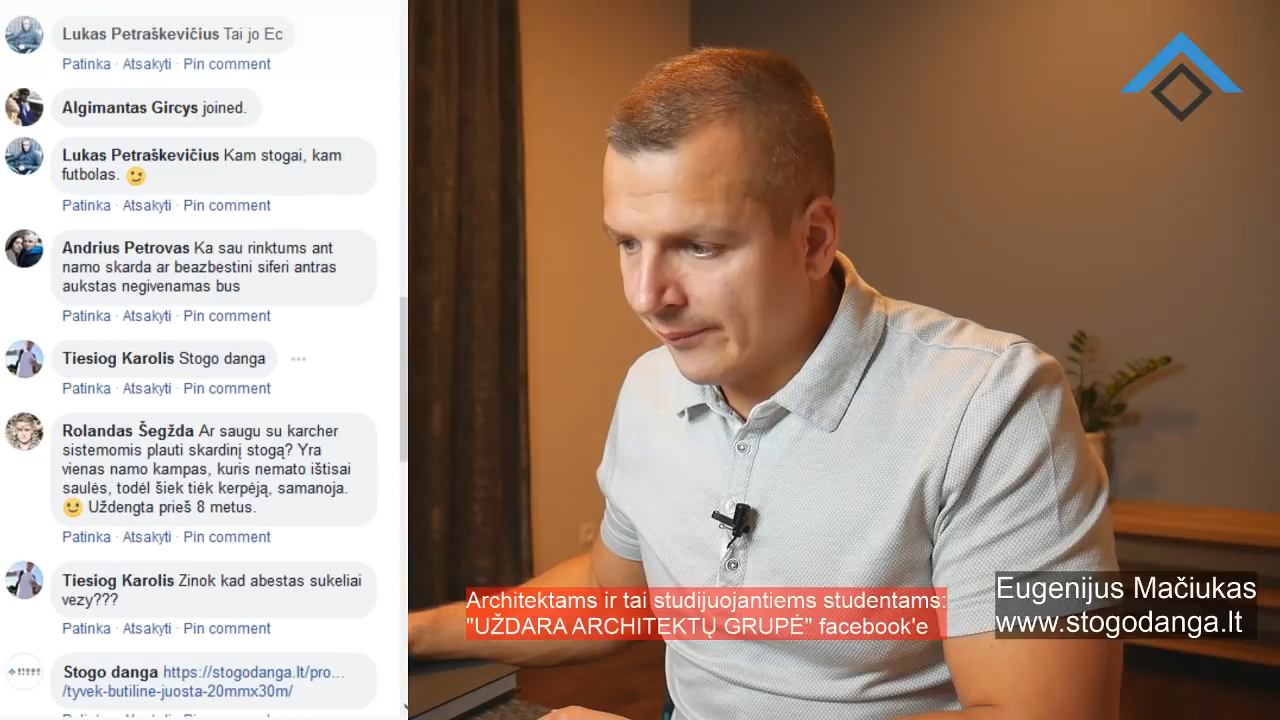 Lukas Petraškevičius Tai jo Ec
Patinka · Atsakyti · Pin comment
Algimantas Gircys joined.
Lukas Petraškevičius Kam stogai, kam
futbolas. 😉
Patinka · Atsakyti · Pin comment
Andrius Petrovas Ka sau rinktums ant
namo skarda ar beazbestini siferi antras
aukstas negivenamas bus
Patinka · Atsakyti · Pin comment
Tiesiog Karolis Stogo danga
Patinka · Atsakyti · Pin comment
Rolandas Šegžda Ar saugu su karcher
sistemomis plauti skardinį stogą? Yra
vienas namo kampas, kuris nemato ištisai
saulės, todėl šiek tiėk kerpėją, samanoja.
🙂 Uždengta prieš 8 metus.
Patinka · Atsakyti · Pin comment
Tiesiog Karolis Zinok kad abestas sukeliai
vezy???
Patinka · Atsakyti · Pin comment
Stogo danga https://stogodanga.lt/pro...
/tyvek-butiline-juosta-20mmx30m/
Architektams ir tai studijuojantiems studentams:
"UŽDARA ARCHITEKTŲ GRUPĖ" facebook'e
Eugenijus Mačiukas
www.stogodanga.lt